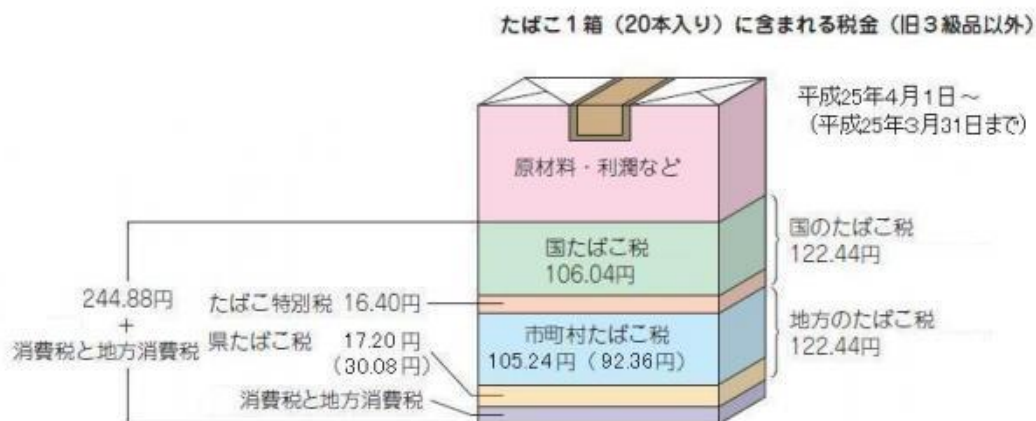 たばこ1箱（20本入り）に含まれる税金（旧3級品以外）
平成25年4月1日～
（平成25年3月31日まで）
原材料・利潤など
国たばこ税
106.04円
国のたばこ税
122.44円
244.88円
+
消費税と地方消費税
たばこ特別税 16.40円
県たばこ税 17.20円
（30.08円）
市町村たばこ税
105.24円（92.36円）
地方のたばこ税
122.44円
消費税と地方消費税